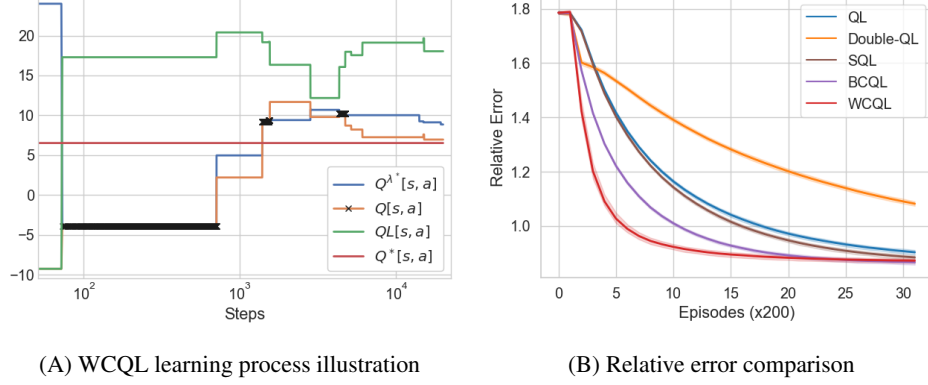 20
15
10
5
0
−5
−10
10²
10³
10⁴
Steps
Q^{λ*}[s, a]
Q[s, a]
QL[s, a]
Q*[s, a]
(A) WCQL learning process illustration
1.8
1.6
1.4
1.2
1.0
Relative Error
0
5
10
15
20
25
30
Episodes (x200)
QL
Double-QL
SQL
BCQL
WCQL
(B) Relative error comparison